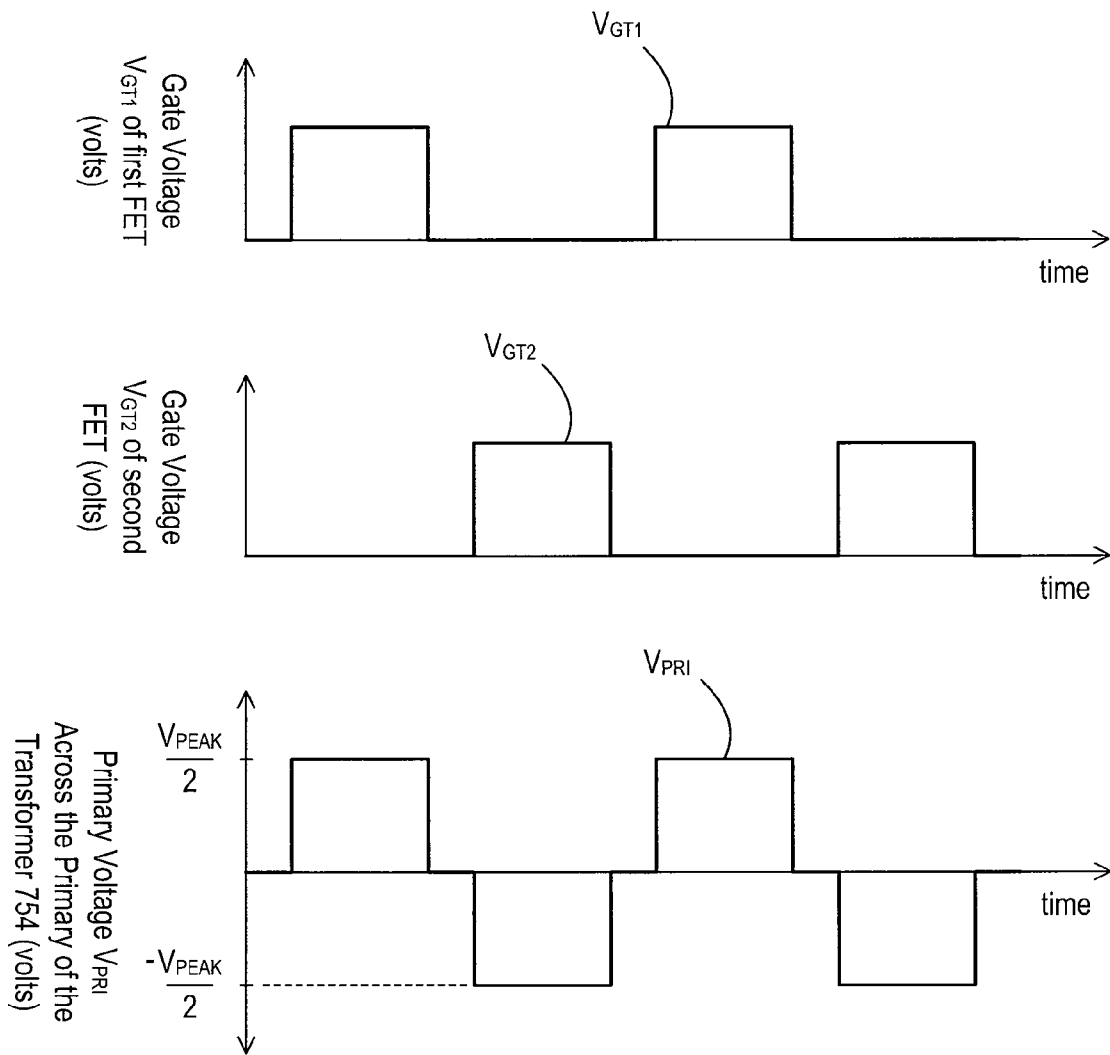 V_GT1
Gate Voltage
V_GT1 of first FET
(volts)
time
V_GT2
Gate Voltage
V_GT2 of second
FET (volts)
time
V_PRI
V_PEAK
2
Primary Voltage V_PRI
Across the Primary of the
Transformer 754 (volts)
time
-V_PEAK
2